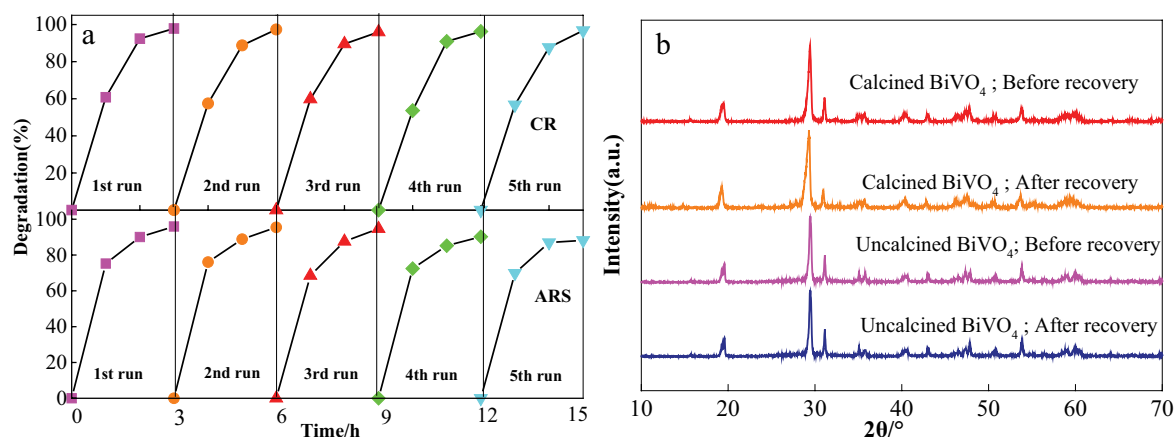 a
Degradation(%)
100
80
60
40
20
0
CR
1st run
2nd run
3rd run
4th run
5th run
100
80
60
40
20
0
ARS
1st run
2nd run
3rd run
4th run
5th run
0
3
6
9
12
15
Time/h
b
Intensity(a.u.)
Calcined BiVO₄ ; Before recovery
Calcined BiVO₄ ; After recovery
Uncalcined BiVO₄; Before recovery
Uncalcined BiVO₄ ; After recovery
10
20
30
40
50
60
70
2θ/°